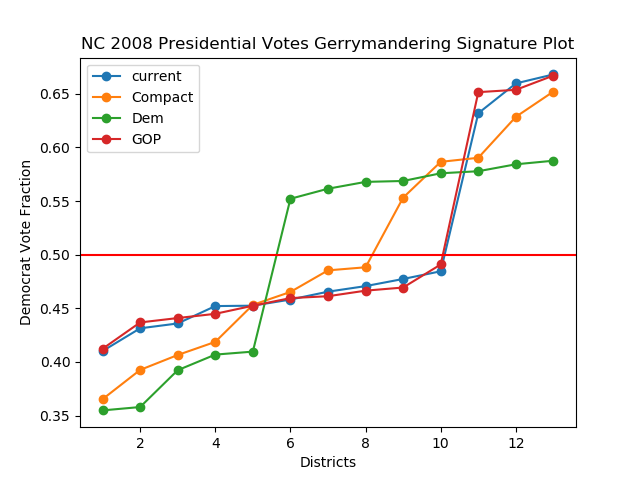 NC 2008 Presidential Votes Gerrymandering Signature Plot
current
Compact
Dem
GOP
Democrat Vote Fraction
0.65
0.60
0.55
0.50
0.45
0.40
0.35
2 4 6 8 10 12
Districts